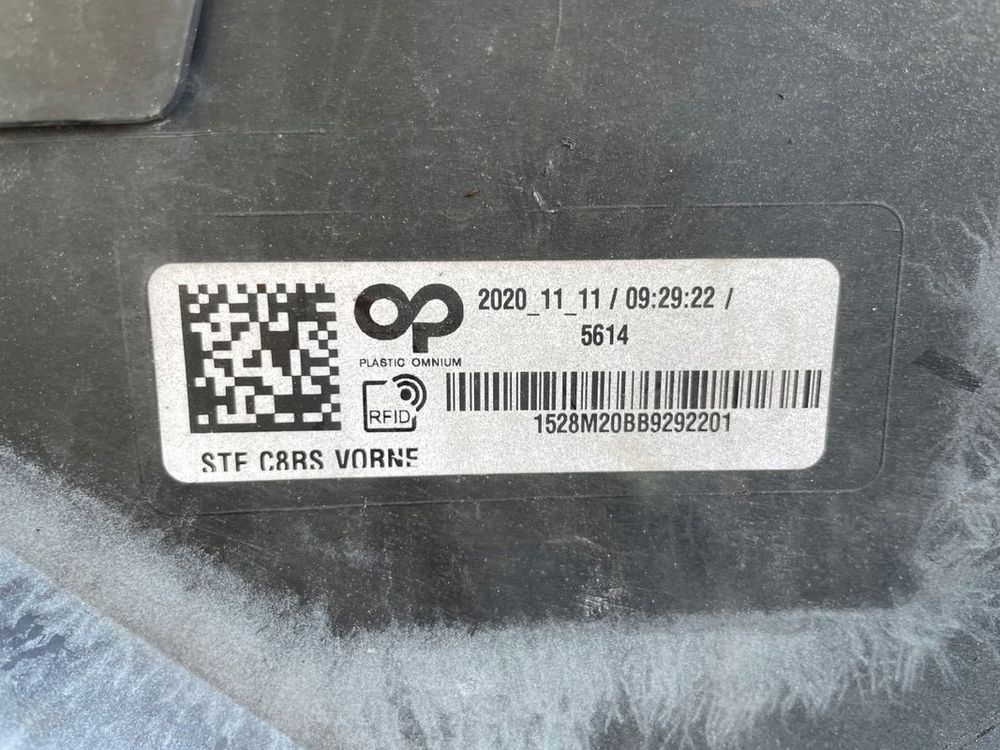 OP
2020_11_11 / 09:29:22 /
5614
PLASTIC OMNIUM
RFID
1528M20BB9292201
STF C8RS VORNE